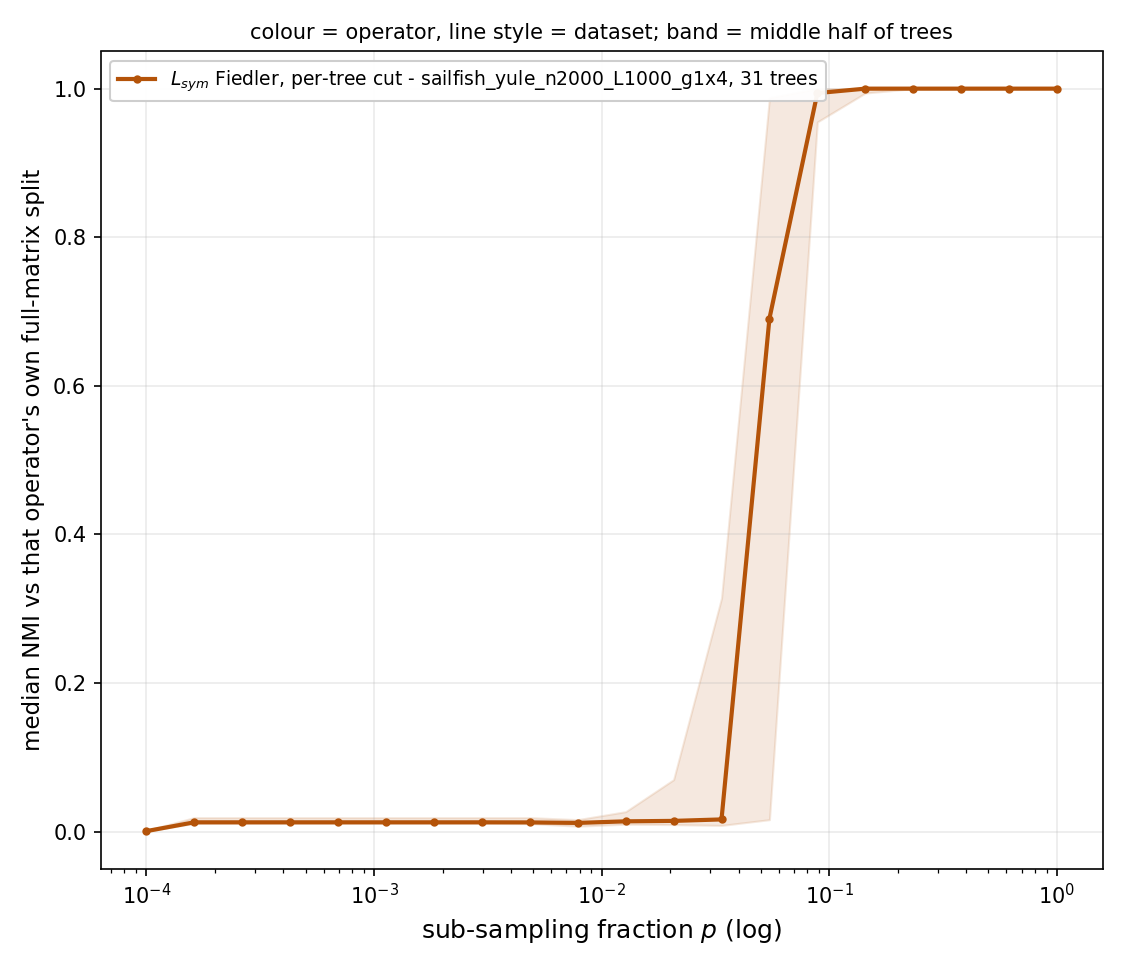 colour = operator, line style = dataset; band = middle half of trees
L_sym Fiedler, per-tree cut - sailfish_yule_n2000_L1000_g1x4, 31 trees
median NMI vs that operator's own full-matrix split
1.0
0.8
0.6
0.4
0.2
0.0
10^-4
10^-3
10^-2
10^-1
10^0
sub-sampling fraction p (log)